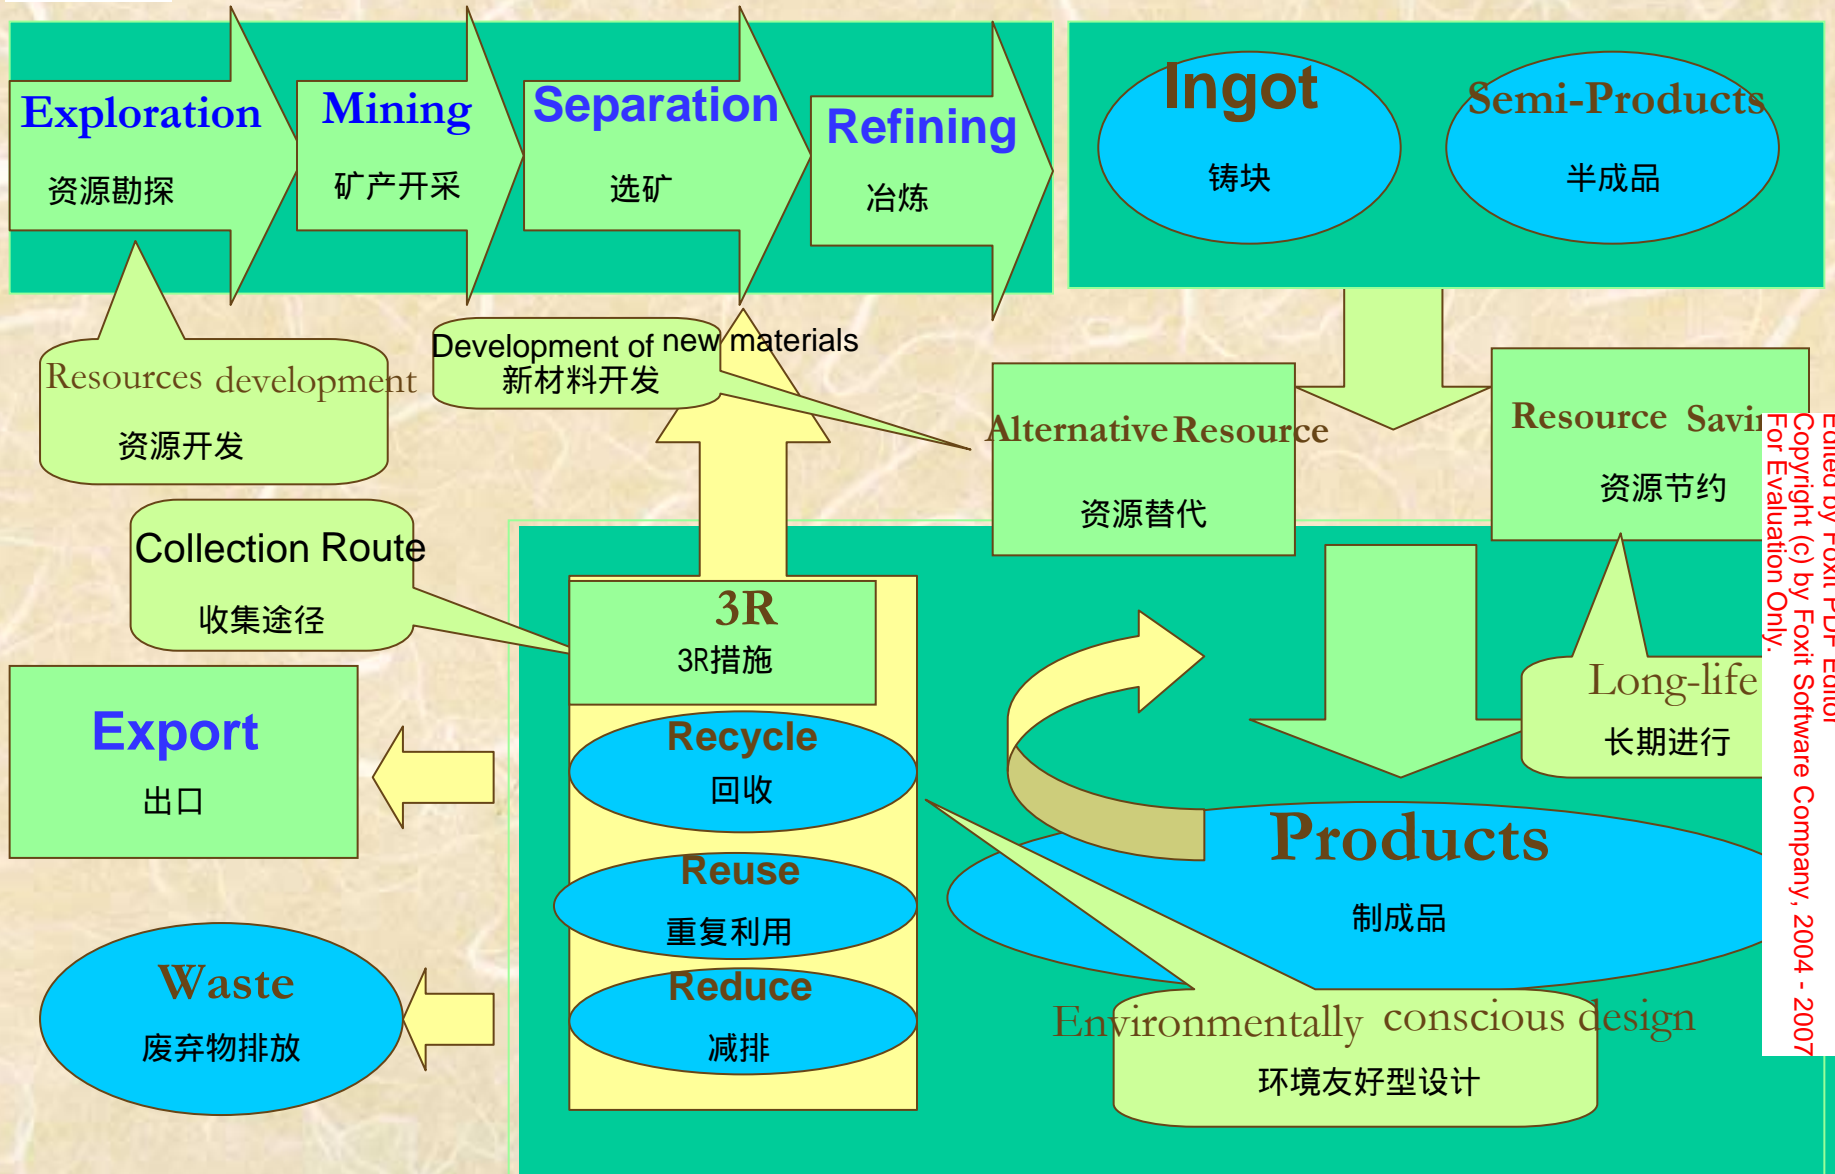 Exploration
资源勘探
Mining
矿产开采
Separation
选矿
Refining
冶炼
Ingot
铸块
Semi-Products
半成品
Resources development
资源开发
Development of new materials
新材料开发
Alternative Resource
资源替代
Resource
资源节约
Collection Route
收集途径
3R
3R措施
Long-life
长期进行
Export
出口
Recycle
回收
Reuse
重复利用
Reduce
减排
Products
制成品
Waste
废弃物排放
Environmentally conscious design
环境友好型设计
Edited by Foxit PDF Editor
Copyright (c) by Foxit Software Company, 2004 - 2007
For Evaluation Only.